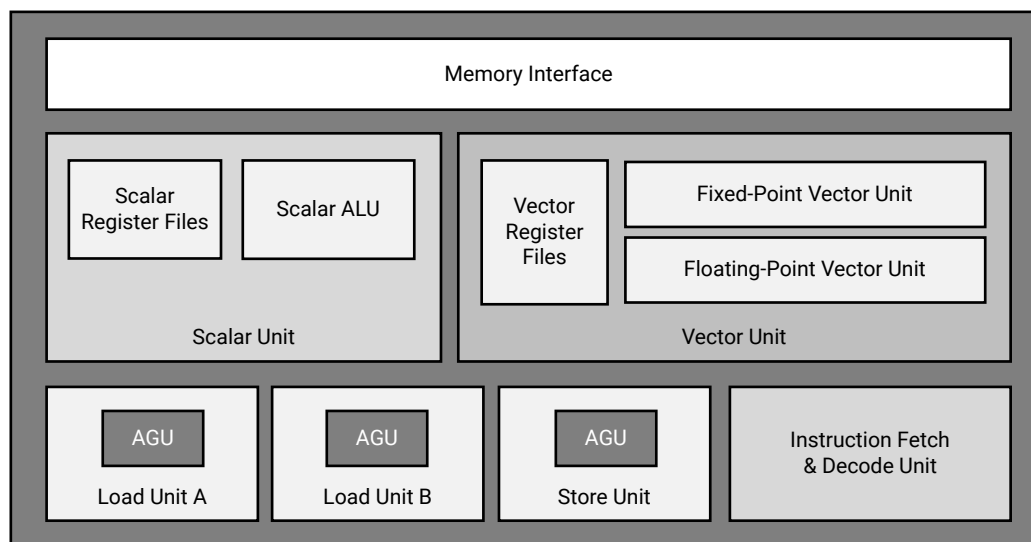 Memory Interface
Scalar
Register Files
Scalar ALU
Scalar Unit
Vector
Register
Files
Fixed-Point Vector Unit
Floating-Point Vector Unit
Vector Unit
AGU
Load Unit A
AGU
Load Unit B
AGU
Store Unit
Instruction Fetch
& Decode Unit